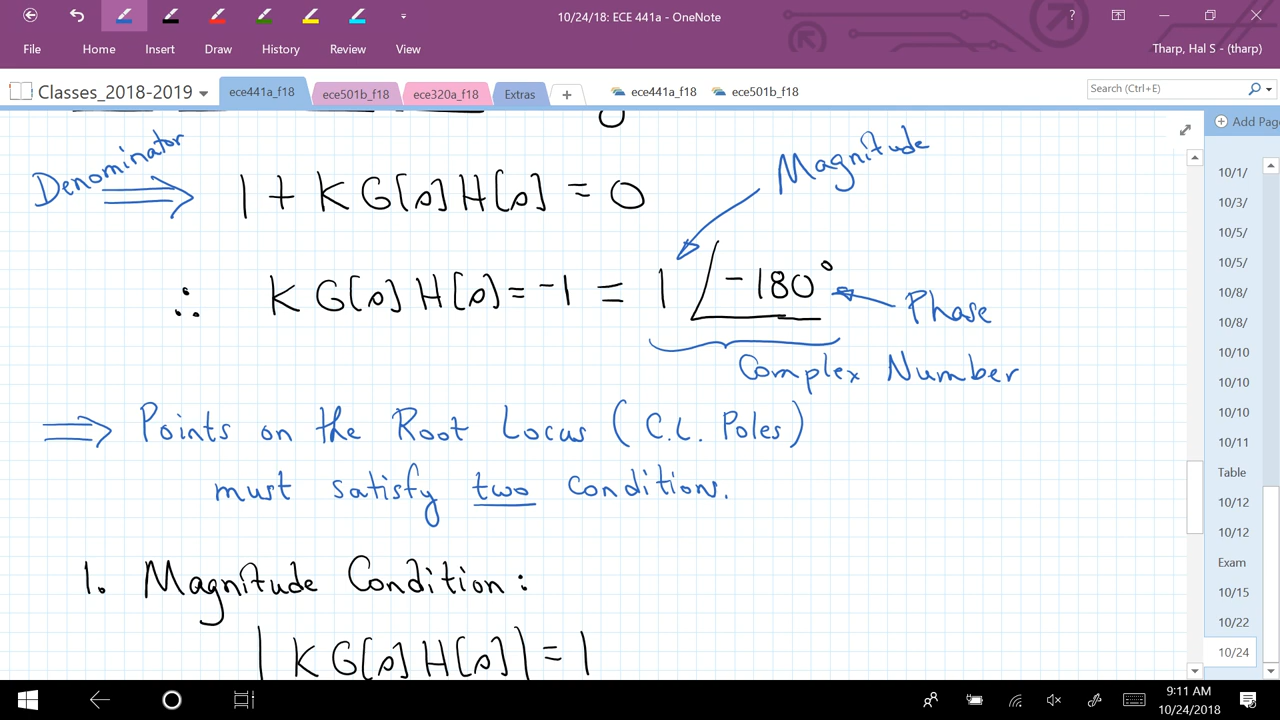 10/24/18: ECE 441a - OneNote
?
File Home Insert Draw History Review View
Tharp, Hal S - (tharp)
Classes_2018-2019 ece441a_f18 ece501b_f18 ece320a_f18 Extras + ece441a_f18 ece501b_f18
Search (Ctrl+E)
Add Page
Denominator
Magnitude
1 + K G[s] H[s] = 0
∴ K G[s] H[s] = -1 = 1 ∠-180°
Phase
Complex Number
⇒ Points on the Root Locus (C.L. Poles)
must satisfy two conditions.
1. Magnitude Condition:
| K G[s] H[s] | = 1
10/1/
10/3/
10/5/
10/5/
10/8/
10/8/
10/10
10/10
10/10
10/11
Table
10/12
10/12
Exam
10/15
10/22
10/24
9:11 AM
10/24/2018